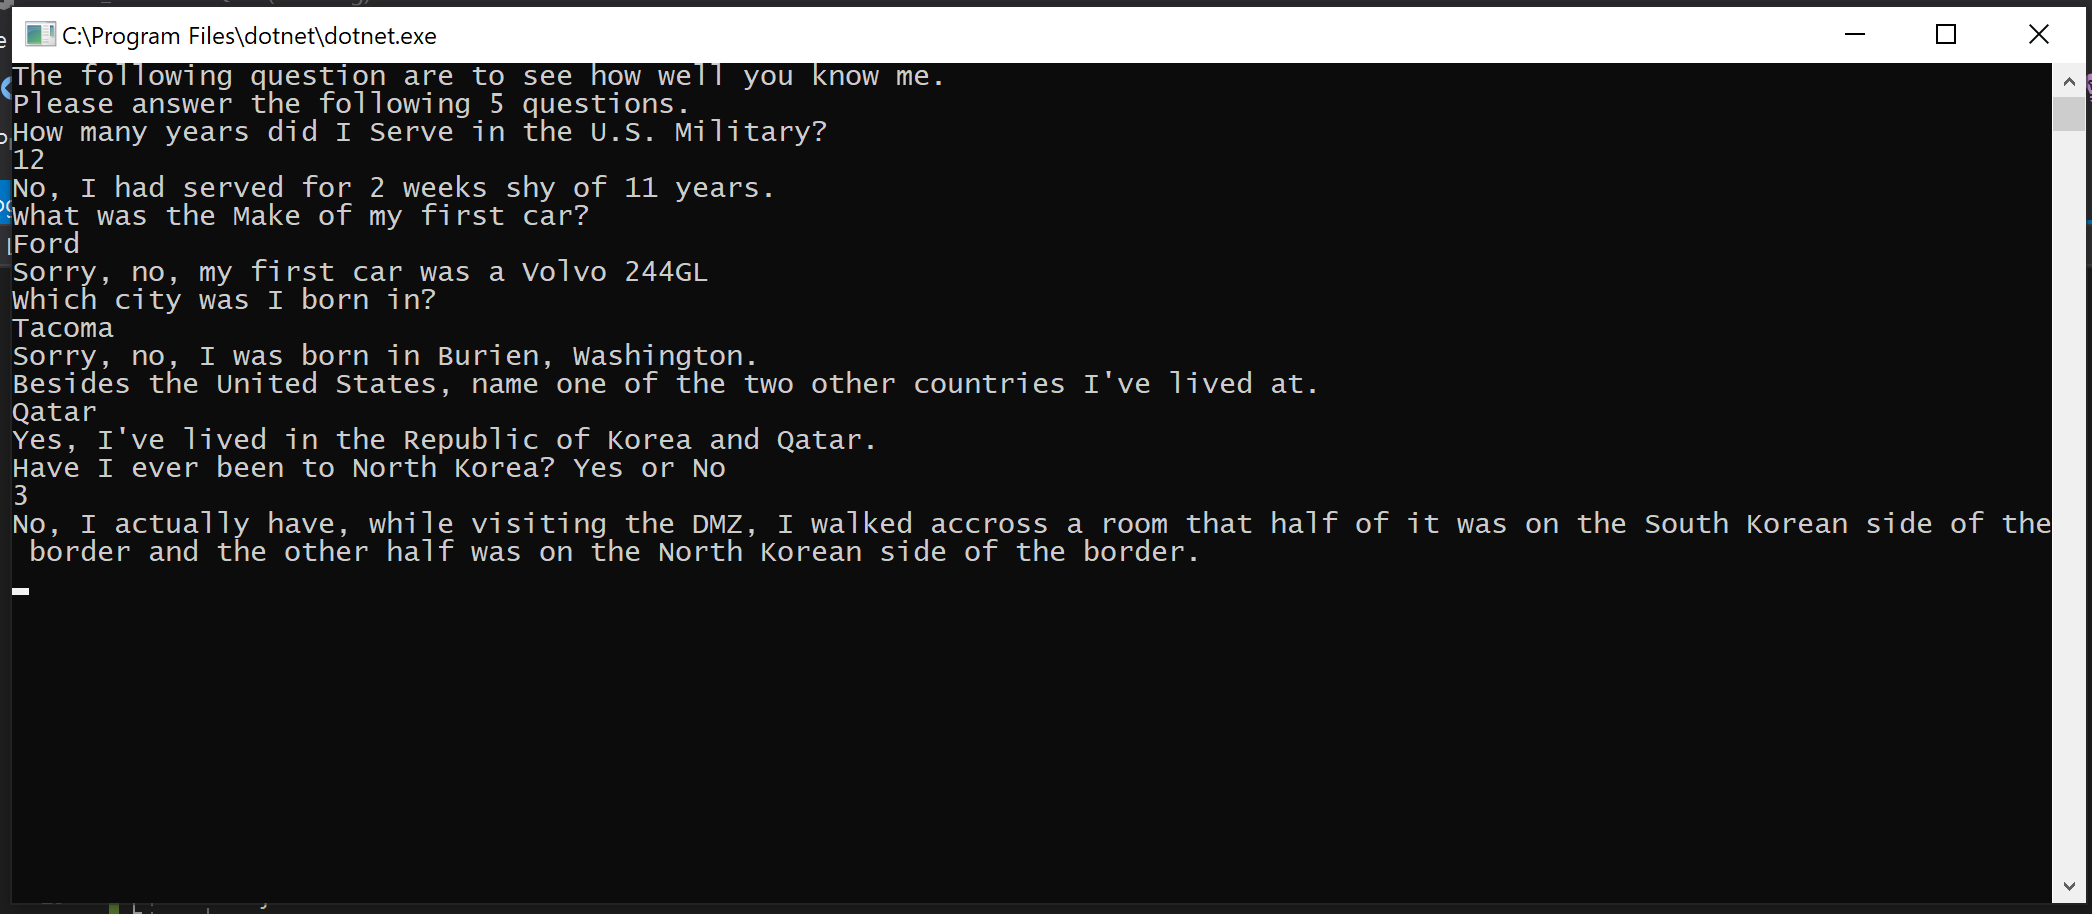 C:\Program Files\dotnet\dotnet.exe
The following question are to see how well you know me.
Please answer the following 5 questions.
How many years did I Serve in the U.S. Military?
12
No, I had served for 2 weeks shy of 11 years.
What was the Make of my first car?
Ford
Sorry, no, my first car was a Volvo 244GL
Which city was I born in?
Tacoma
Sorry, no, I was born in Burien, Washington.
Besides the United States, name one of the two other countries I've lived at.
Qatar
Yes, I've lived in the Republic of Korea and Qatar.
Have I ever been to North Korea? Yes or No
3
No, I actually have, while visiting the DMZ, I walked accross a room that half of it was on the South Korean side of the
border and the other half was on the North Korean side of the border.